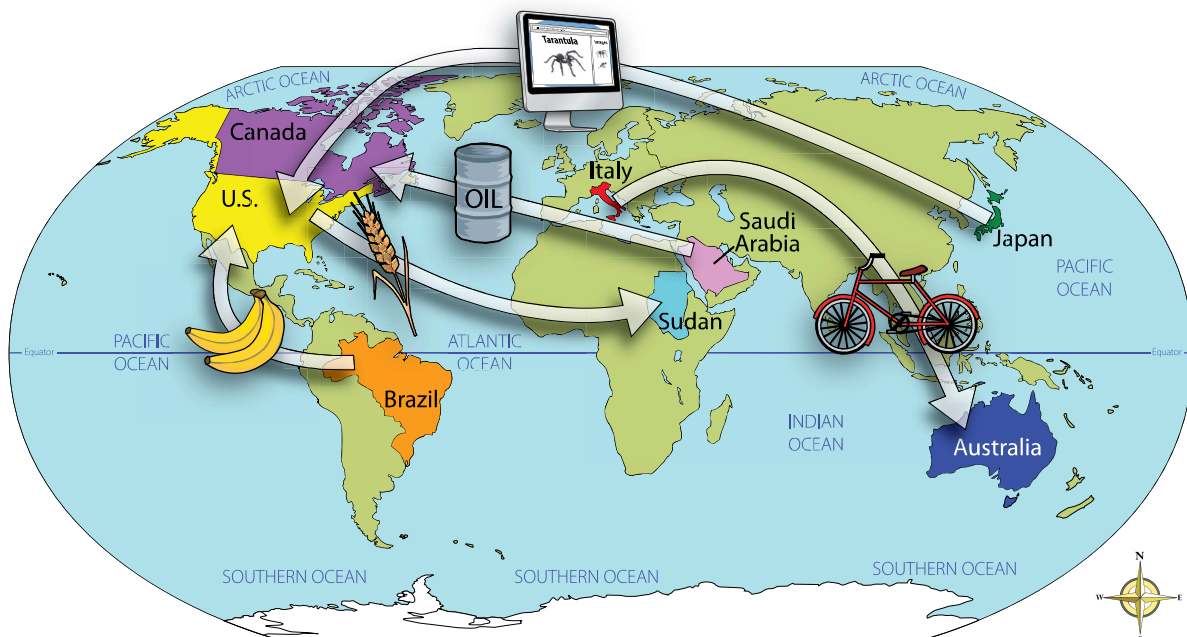 Tarantula
Images
ARCTIC OCEAN
ARCTIC OCEAN
Canada
Italy
U.S.
OIL
Saudi
Arabia
Japan
PACIFIC
OCEAN
Sudan
PACIFIC
OCEAN
ATLANTIC
OCEAN
Equator
Equator
Brazil
INDIAN
OCEAN
Australia
SOUTHERN OCEAN
SOUTHERN OCEAN
SOUTHERN OCEAN
N
W
E